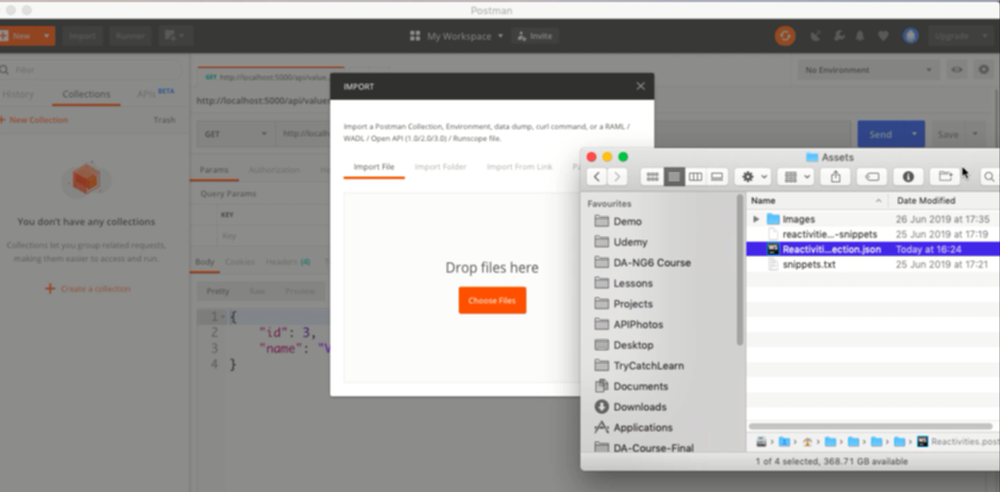 Postman
New Import Runner My Workspace Invite Upgrade
Filter
History Collections APIs BETA
+ New Collection Trash
You don't have any collections
Collections let you group related requests,
making them easier to access and run.
+ Create a collection
GET http://localhost:5000/api/value...
No Environment
http://localhost:5000/api/values
GET http://localh
Send Save
Params Authorization
Query Params
KEY
Key
Body Cookies Headers (4)
Pretty Raw Preview
1 {
2 "id": 3,
3 "name": "V
4 }
IMPORT
Import a Postman Collection, Environment, data dump, curl command, or a RAML /
WADL / Open API (1.0/2.0/3.0) / Runscope file.
Import File Import Folder Import From Link Pa
Drop files here
Choose Files
Assets
Favourites
Demo
Udemy
DA-NG6 Course
Lessons
Projects
APIPhotos
Desktop
TryCatchLearn
Documents
Downloads
Applications
DA-Course-Final
Name Date Modified
Images 26 Jun 2019 at 17:35
reactivitie...-snippets 25 Jun 2019 at 17:19
Reactiviti...ection.json Today at 16:24
snippets.txt 25 Jun 2019 at 17:21
Reactivities.post
1 of 4 selected, 368.71 GB available